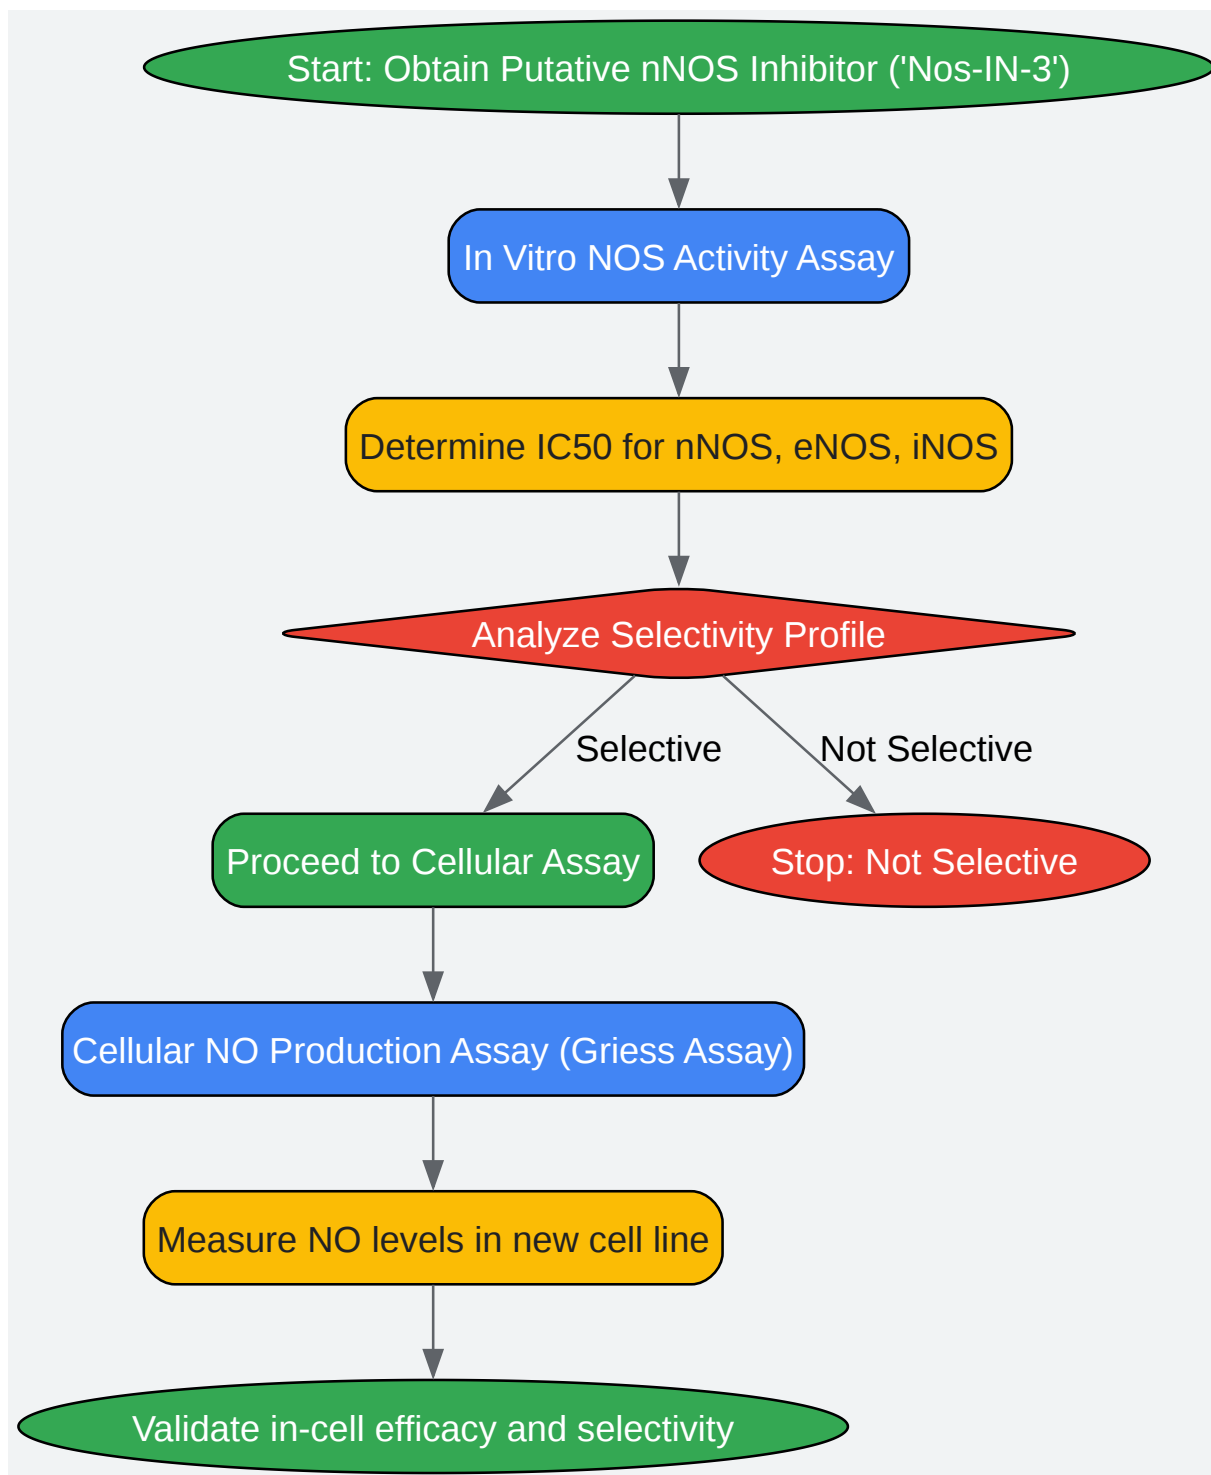 Start: Obtain Putative nNOS Inhibitor ('Nos-IN-3')
In Vitro NOS Activity Assay
Determine IC50 for nNOS, eNOS, iNOS
Analyze Selectivity Profile
Selective
Not Selective
Proceed to Cellular Assay
Stop: Not Selective
Cellular NO Production Assay (Griess Assay)
Measure NO levels in new cell line
Validate in-cell efficacy and selectivity